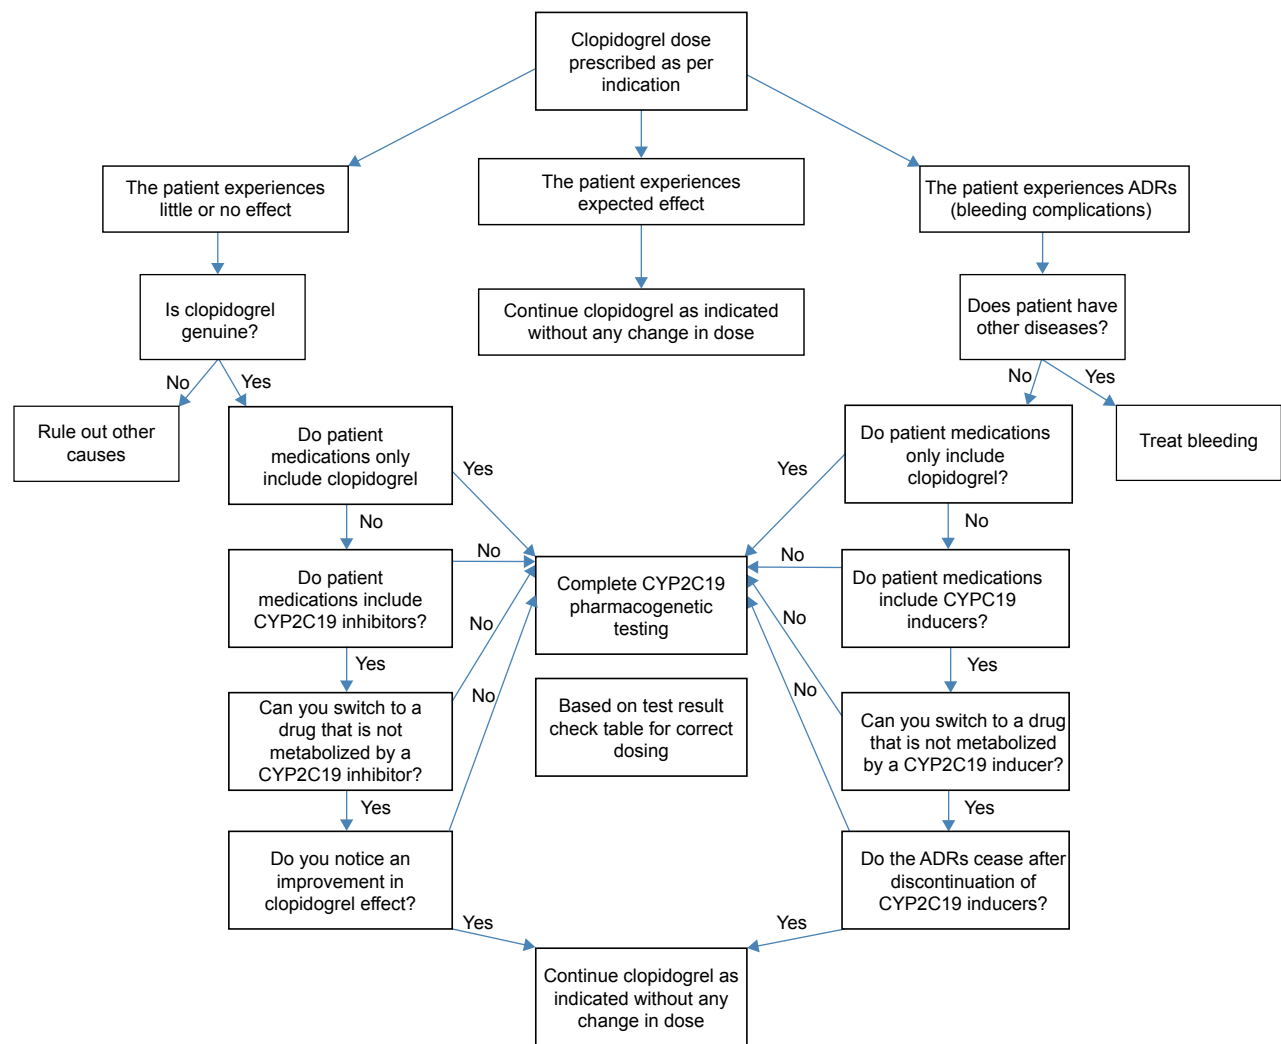 Clopidogrel dose
prescribed as per
indication
The patient experiences
little or no effect
The patient experiences
expected effect
The patient experiences ADRs
(bleeding complications)
Is clopidogrel
genuine?
Continue clopidogrel as indicated
without any change in dose
Does patient have
other diseases?
No
Yes
No
Yes
Rule out other
causes
Do patient
medications only
include clopidogrel
Yes
Yes
Do patient medications
only include
clopidogrel?
Treat bleeding
No
No
Do patient
medications include
CYP2C19 inhibitors?
No
Complete CYP2C19
pharmacogenetic
testing
No
Do patient medications
include CYPC19
inducers?
Yes
No
No
Yes
Can you switch to a
drug that is not
metabolized by a
CYP2C19 inhibitor?
No
Based on test result
check table for correct
dosing
No
Can you switch to a drug
that is not metabolized
by a CYP2C19 inducer?
Yes
Yes
Do you notice an
improvement in
clopidogrel effect?
Do the ADRs cease after
discontinuation of
CYP2C19 inducers?
Yes
Yes
Continue clopidogrel as
indicated without any
change in dose